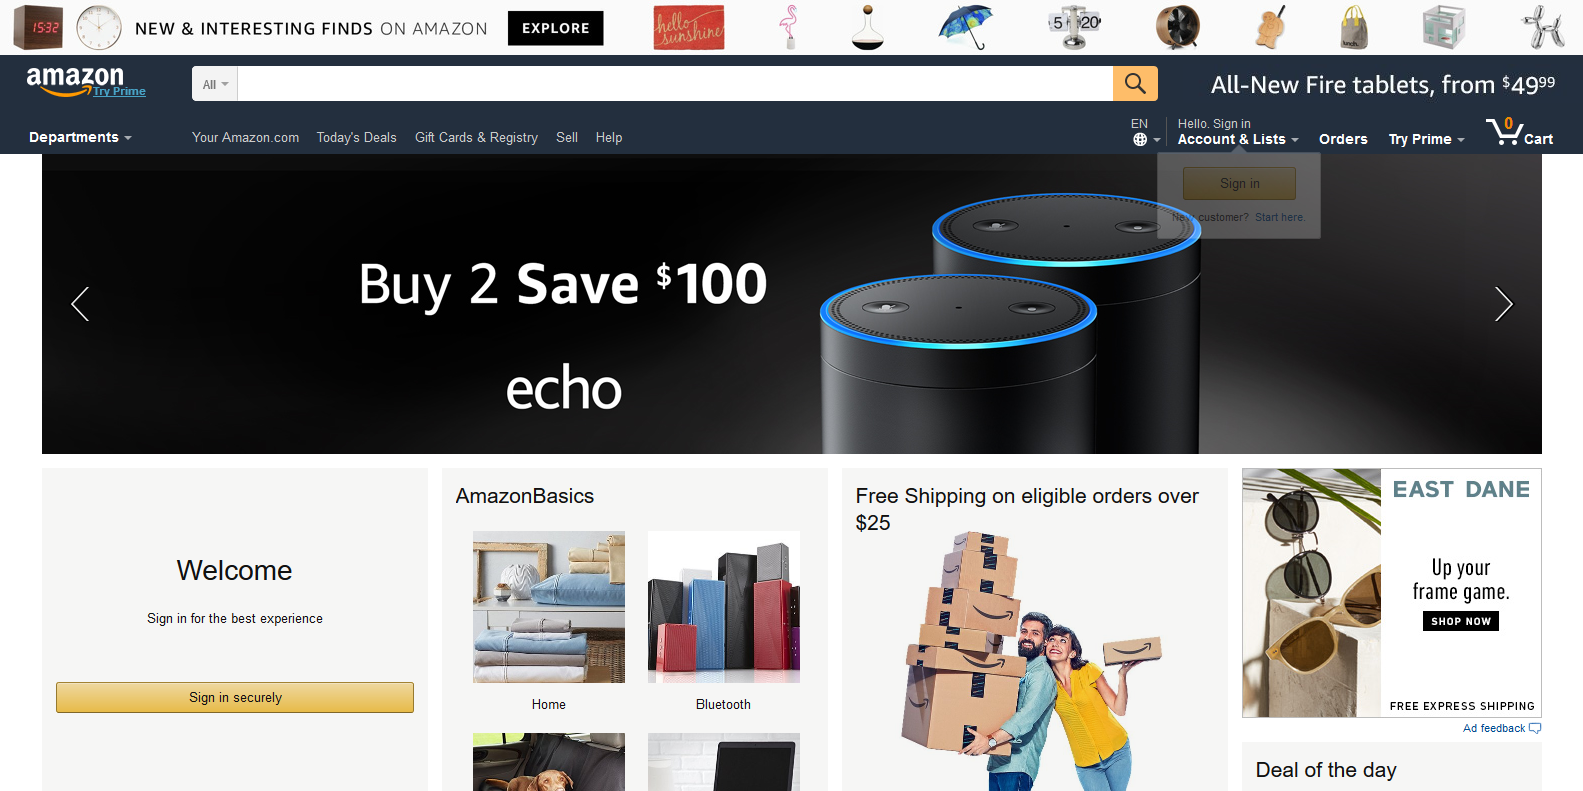 15:32
NEW & INTERESTING FINDS ON AMAZON
EXPLORE
hello
sunshine
5 20
lunch.
amazon
Try Prime
All
All-New Fire tablets, from $49.99
Departments
Your Amazon.com
Today's Deals
Gift Cards & Registry
Sell
Help
EN
Hello. Sign in
Account & Lists
Orders
Try Prime
0
Cart
Sign in
New customer? Start here.
Buy 2 Save $100
echo
Welcome
Sign in for the best experience
Sign in securely
AmazonBasics
Home
Bluetooth
Free Shipping on eligible orders over
$25
EAST DANE
Up your
frame game.
SHOP NOW
FREE EXPRESS SHIPPING
Ad feedback
Deal of the day